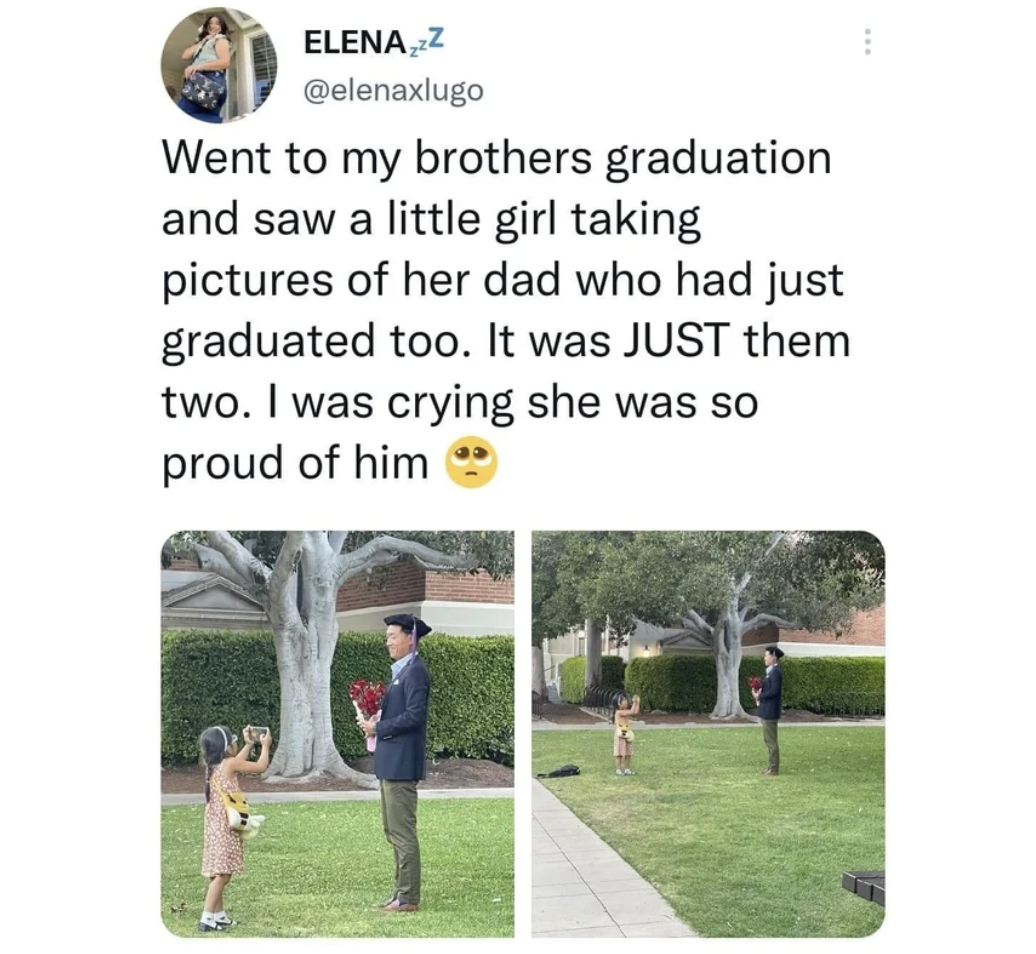 ELENA 💤
@elenaxlugo
Went to my brothers graduation
and saw a little girl taking
pictures of her dad who had just
graduated too. It was JUST them
two. I was crying she was so
proud of him 🥺